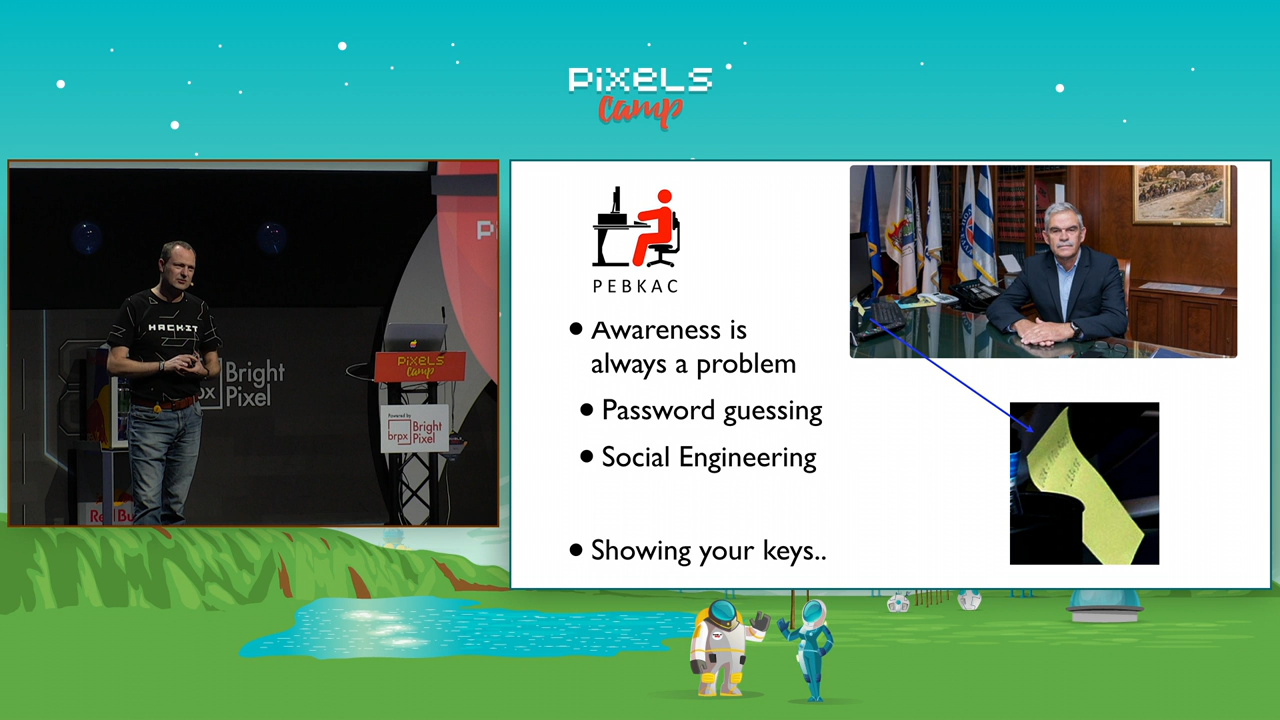 PiXELS
Camp
HACKIT
Bright
Pixel
PiXELS
Camp
Powered by
brpx
Bright
Pixel
PEBKAC
• Awareness is
always a problem
• Password guessing
• Social Engineering
• Showing your keys..